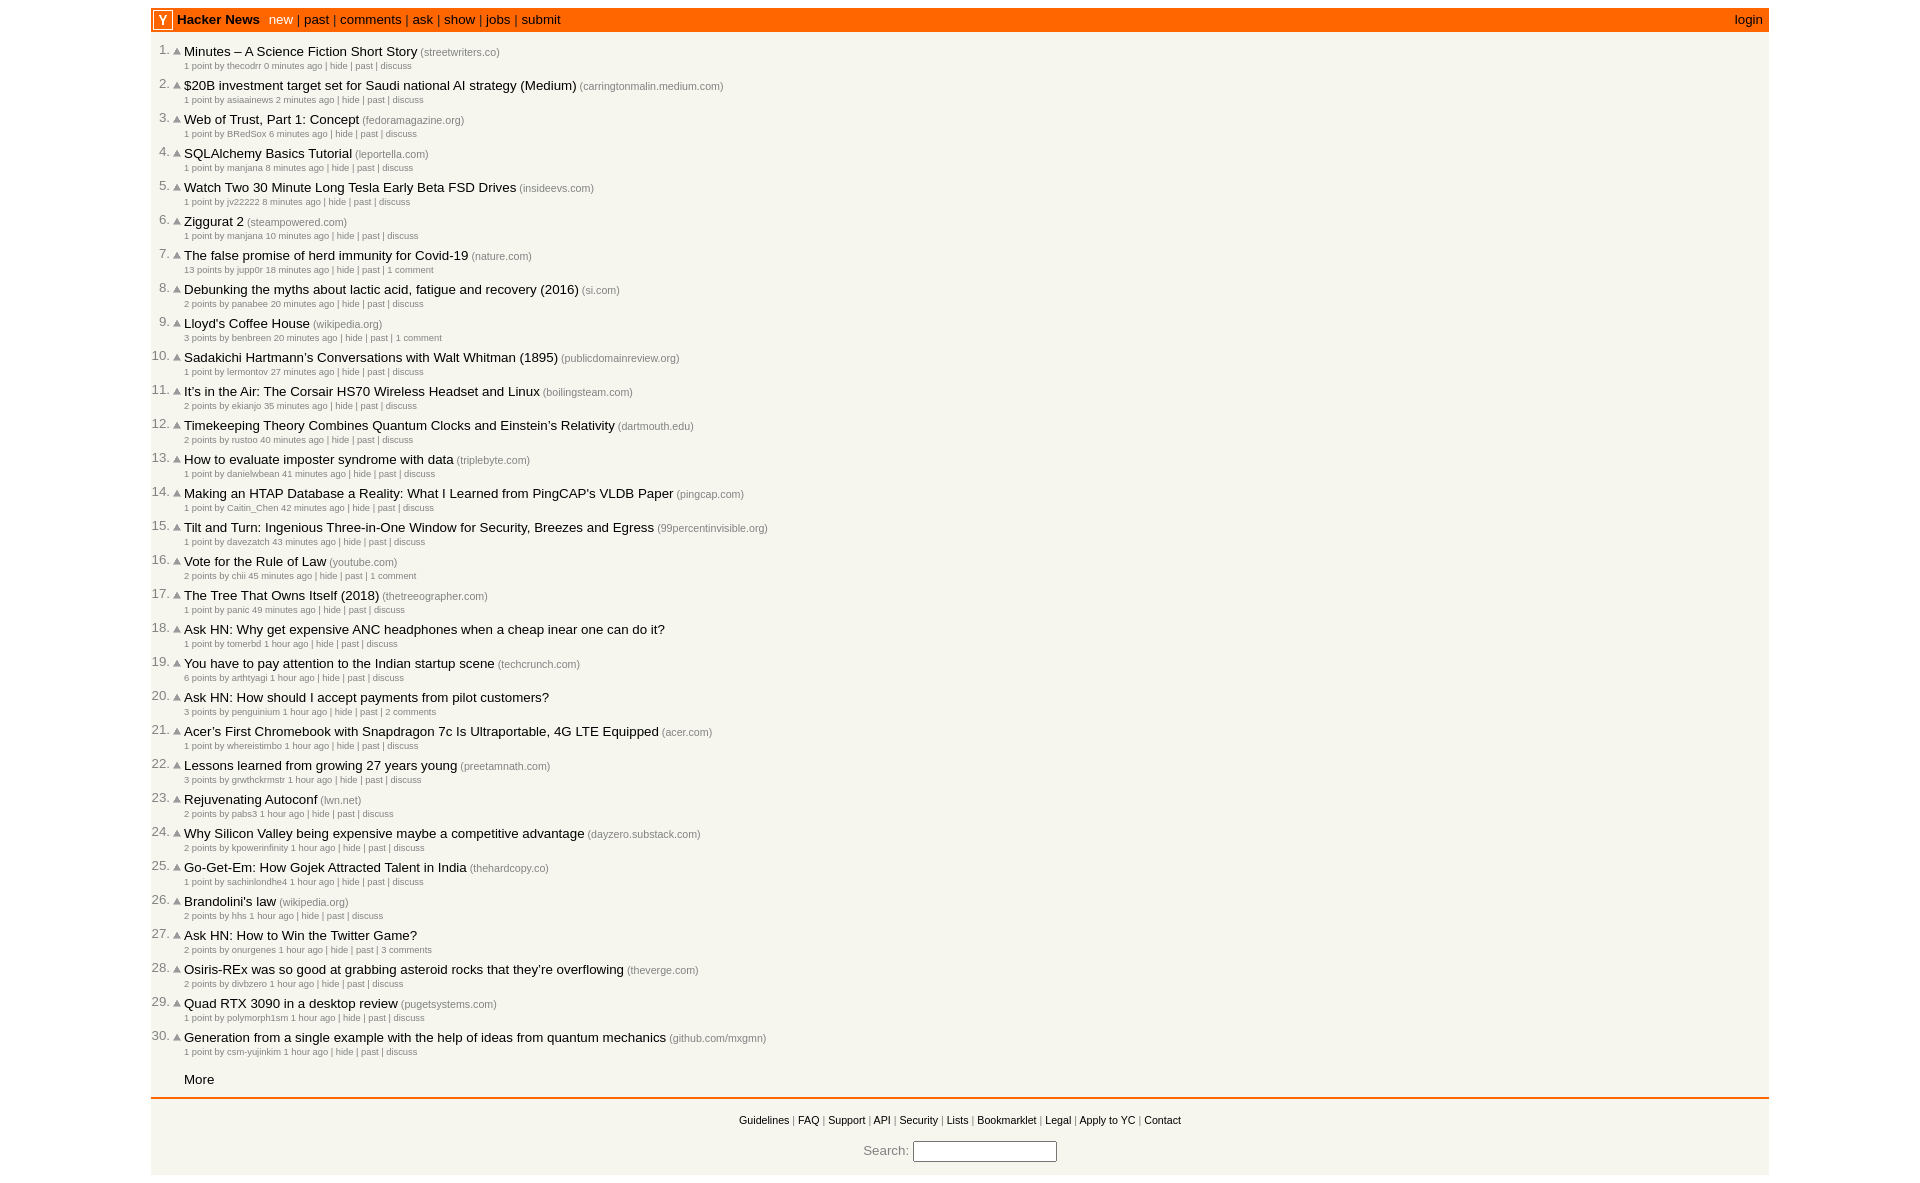 Y Hacker News new | past | comments | ask | show | jobs | submit login
1. Minutes – A Science Fiction Short Story (streetwriters.co)
1 point by thecodrr 0 minutes ago | hide | past | discuss
2. $20B investment target set for Saudi national AI strategy (Medium) (carringtonmalin.medium.com)
1 point by asiaainews 2 minutes ago | hide | past | discuss
3. Web of Trust, Part 1: Concept (fedoramagazine.org)
1 point by BRedSox 6 minutes ago | hide | past | discuss
4. SQLAlchemy Basics Tutorial (leportella.com)
1 point by manjana 8 minutes ago | hide | past | discuss
5. Watch Two 30 Minute Long Tesla Early Beta FSD Drives (insideevs.com)
1 point by jv22222 8 minutes ago | hide | past | discuss
6. Ziggurat 2 (steampowered.com)
1 point by manjana 10 minutes ago | hide | past | discuss
7. The false promise of herd immunity for Covid-19 (nature.com)
13 points by jupp0r 18 minutes ago | hide | past | 1 comment
8. Debunking the myths about lactic acid, fatigue and recovery (2016) (si.com)
2 points by panabee 20 minutes ago | hide | past | discuss
9. Lloyd's Coffee House (wikipedia.org)
3 points by benbreen 20 minutes ago | hide | past | 1 comment
10. Sadakichi Hartmann’s Conversations with Walt Whitman (1895) (publicdomainreview.org)
1 point by lermontov 27 minutes ago | hide | past | discuss
11. It’s in the Air: The Corsair HS70 Wireless Headset and Linux (boilingsteam.com)
2 points by ekianjo 35 minutes ago | hide | past | discuss
12. Timekeeping Theory Combines Quantum Clocks and Einstein’s Relativity (dartmouth.edu)
2 points by rustoo 40 minutes ago | hide | past | discuss
13. How to evaluate imposter syndrome with data (triplebyte.com)
1 point by danielwbean 41 minutes ago | hide | past | discuss
14. Making an HTAP Database a Reality: What I Learned from PingCAP's VLDB Paper (pingcap.com)
1 point by Caitin_Chen 42 minutes ago | hide | past | discuss
15. Tilt and Turn: Ingenious Three-in-One Window for Security, Breezes and Egress (99percentinvisible.org)
1 point by davezatch 43 minutes ago | hide | past | discuss
16. Vote for the Rule of Law (youtube.com)
2 points by chii 45 minutes ago | hide | past | 1 comment
17. The Tree That Owns Itself (2018) (thetreeographer.com)
1 point by panic 49 minutes ago | hide | past | discuss
18. Ask HN: Why get expensive ANC headphones when a cheap inear one can do it?
1 point by tomerbd 1 hour ago | hide | past | discuss
19. You have to pay attention to the Indian startup scene (techcrunch.com)
6 points by arthtyagi 1 hour ago | hide | past | discuss
20. Ask HN: How should I accept payments from pilot customers?
3 points by penguinium 1 hour ago | hide | past | 2 comments
21. Acer’s First Chromebook with Snapdragon 7c Is Ultraportable, 4G LTE Equipped (acer.com)
1 point by whereistimbo 1 hour ago | hide | past | discuss
22. Lessons learned from growing 27 years young (preetamnath.com)
3 points by grwthckrmstr 1 hour ago | hide | past | discuss
23. Rejuvenating Autoconf (lwn.net)
2 points by pabs3 1 hour ago | hide | past | discuss
24. Why Silicon Valley being expensive maybe a competitive advantage (dayzero.substack.com)
2 points by kpowerinfinity 1 hour ago | hide | past | discuss
25. Go-Get-Em: How Gojek Attracted Talent in India (thehardcopy.co)
1 point by sachinlondhe4 1 hour ago | hide | past | discuss
26. Brandolini's law (wikipedia.org)
2 points by hhs 1 hour ago | hide | past | discuss
27. Ask HN: How to Win the Twitter Game?
2 points by onurgenes 1 hour ago | hide | past | 3 comments
28. Osiris-REx was so good at grabbing asteroid rocks that they’re overflowing (theverge.com)
2 points by divbzero 1 hour ago | hide | past | discuss
29. Quad RTX 3090 in a desktop review (pugetsystems.com)
1 point by polymorph1sm 1 hour ago | hide | past | discuss
30. Generation from a single example with the help of ideas from quantum mechanics (github.com/mxgmn)
1 point by csm-yujinkim 1 hour ago | hide | past | discuss
More
Guidelines | FAQ | Support | API | Security | Lists | Bookmarklet | Legal | Apply to YC | Contact
Search: